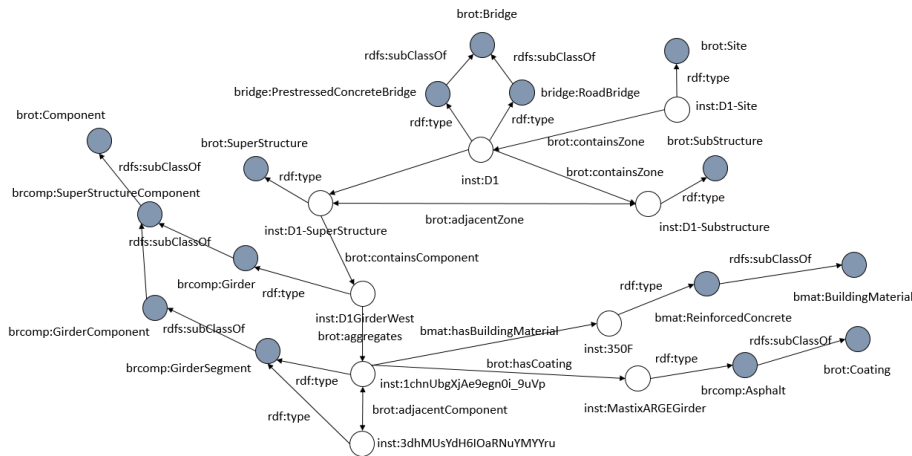 brot:Bridge
rdfs:subClassOf
rdfs:subClassOf
brot:Site
bridge:PrestressedConcreteBridge
bridge:RoadBridge
rdf:type
inst:D1-Site
brot:Component
rdf:type
rdf:type
brot:SuperStructure
brot:containsZone
brot:SubStructure
rdfs:subClassOf
inst:D1
brot:containsZone
rdf:type
brcomp:SuperStructureComponent
rdf:type
inst:D1-SuperStructure
inst:D1-Substructure
brot:adjacentZone
rdfs:subClassOf
brot:containsComponent
brcomp:Girder
rdf:type
rdfs:subClassOf
rdf:type
bmat:BuildingMaterial
inst:D1GirderWest
bmat:ReinforcedConcrete
brcomp:GirderComponent
brot:aggregates
bmat:hasBuildingMaterial
rdfs:subClassOf
inst:350F
rdfs:subClassOf
brot:hasCoating
rdf:type
brcomp:GirderSegment
rdf:type
inst:1chnUbgXjAe9egn0i_9uVp
brcomp:Asphalt
brot:Coating
inst:MastixARGEGirder
brot:adjacentComponent
rdf:type
inst:3dhMUsYdH6IOaRNuYMYYru